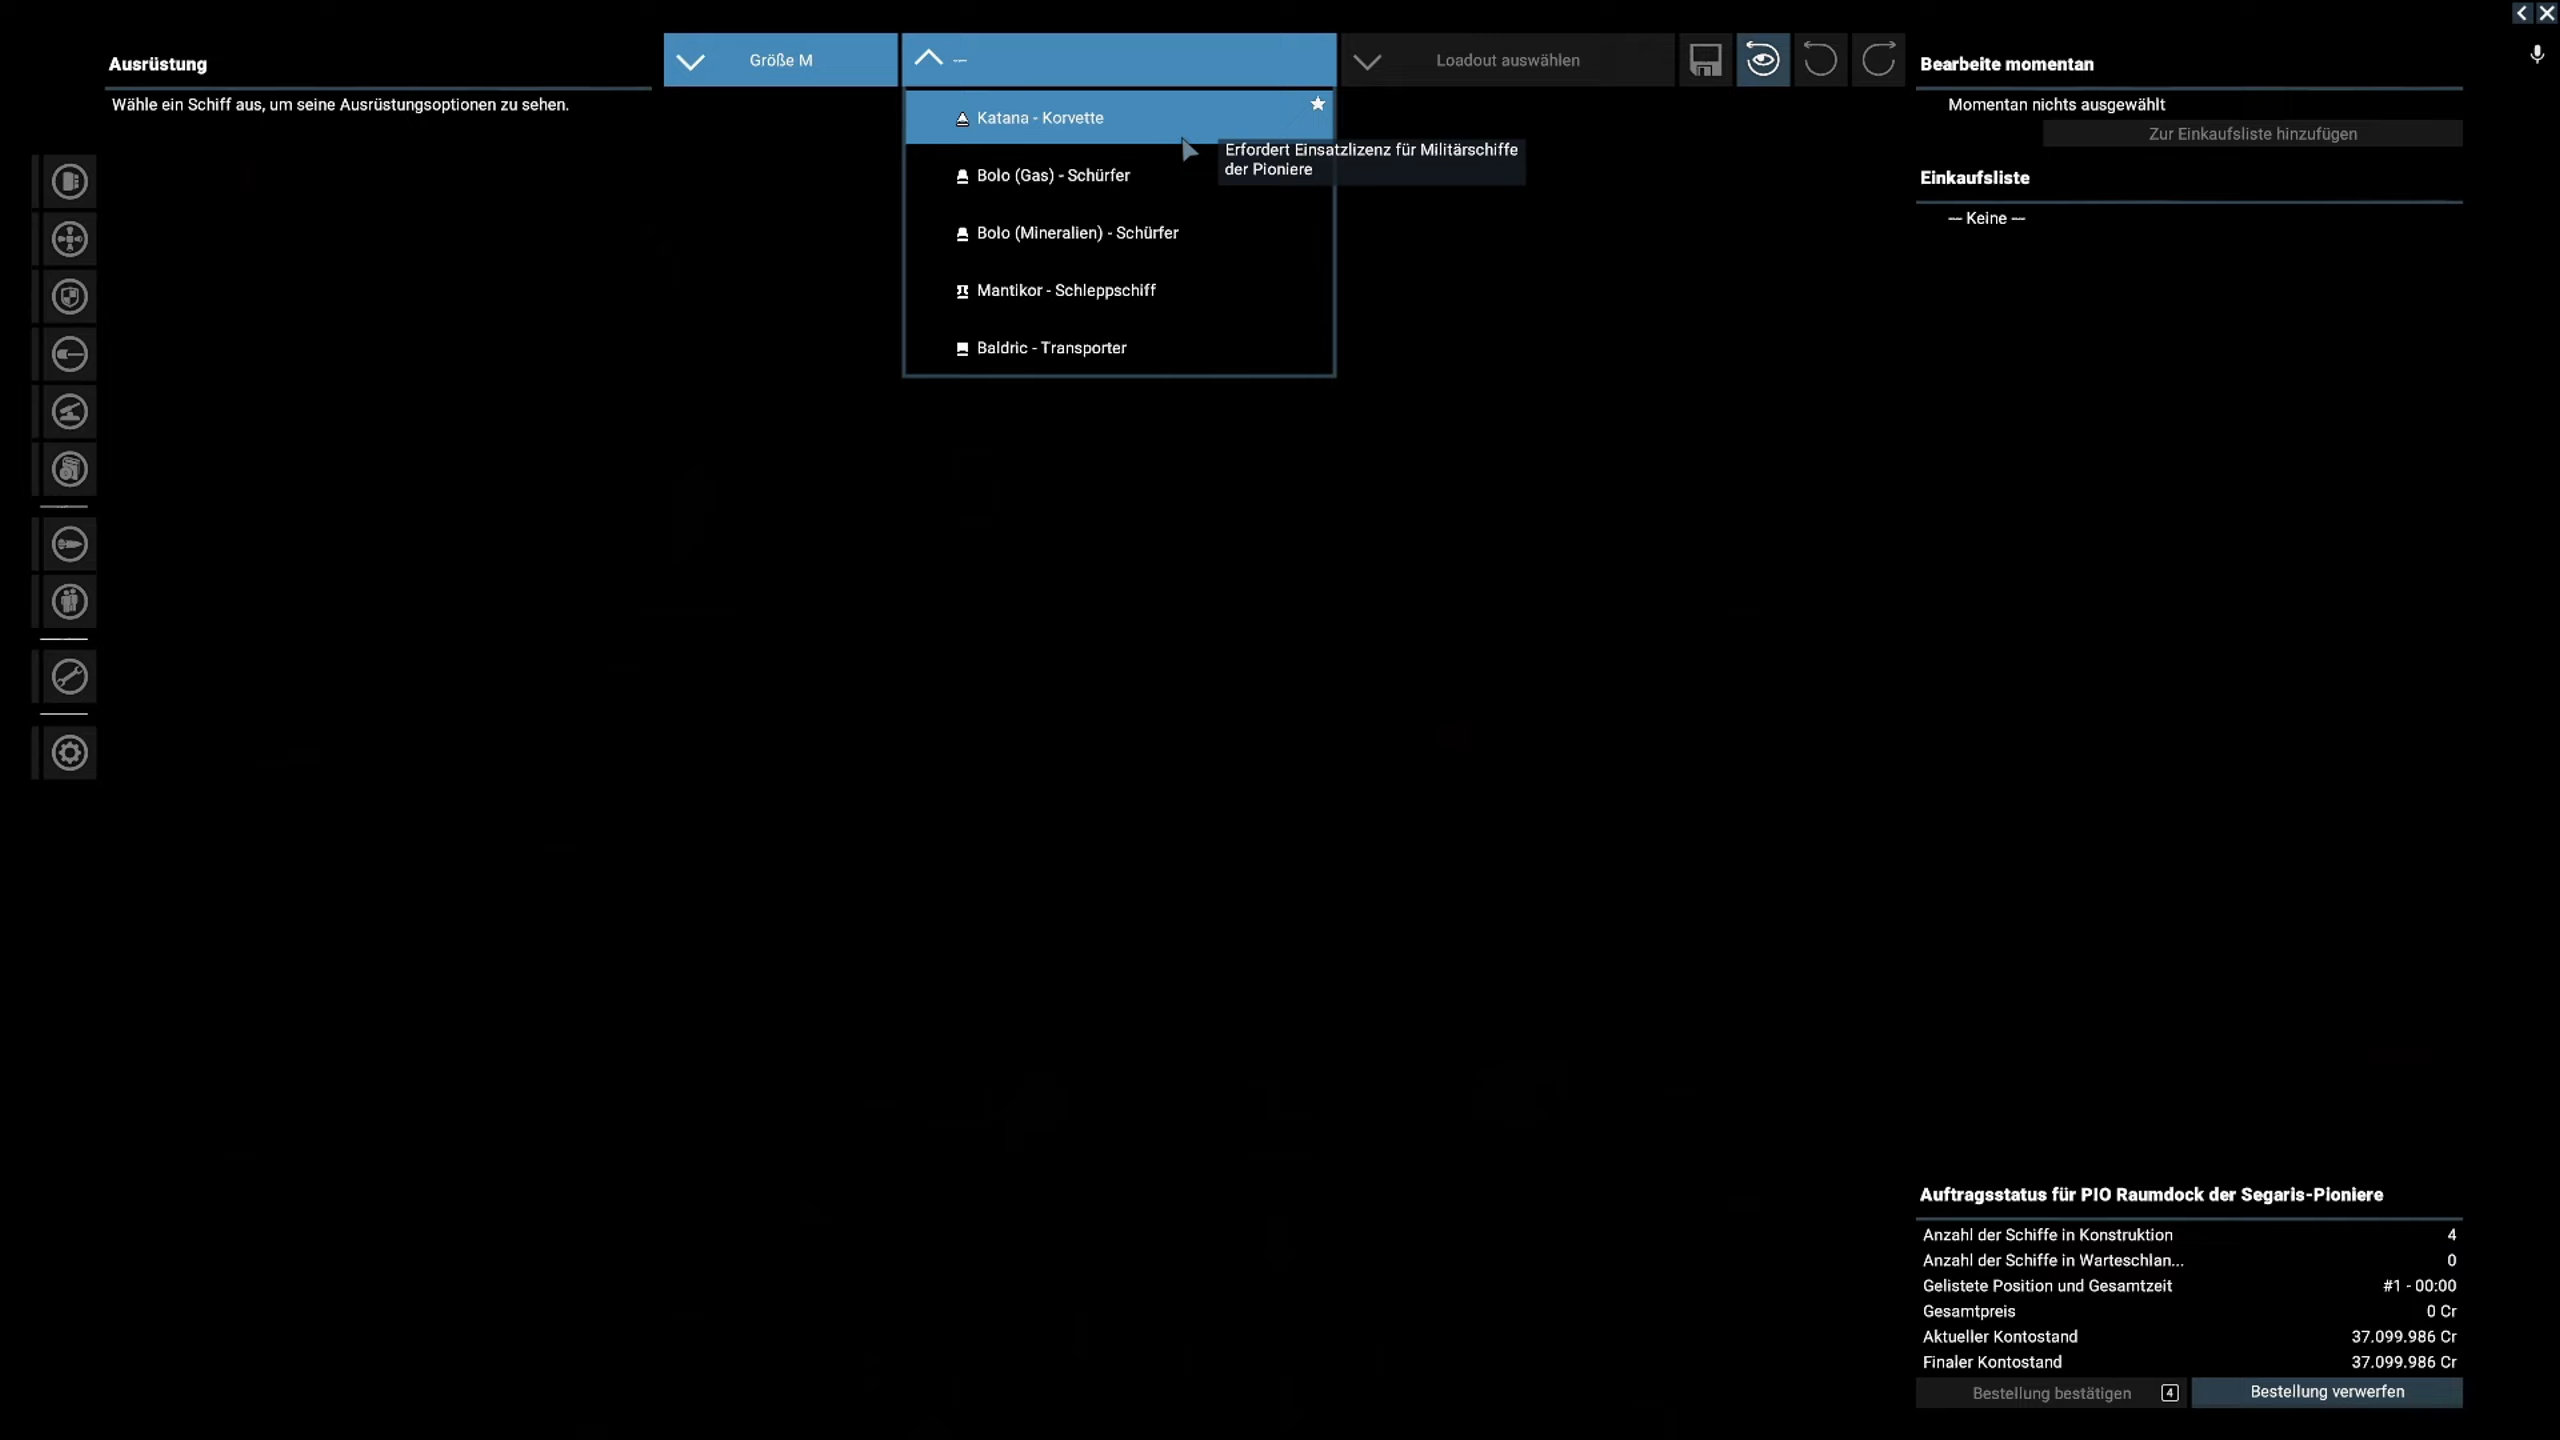 Ausrüstung
Wähle ein Schiff aus, um seine Ausrüstungsoptionen zu sehen.
Größe M
---
Loadout auswählen
Katana - Korvette
Erfordert Einsatzlizenz für Militärschiffe
der Pioniere
Bolo (Gas) - Schürfer
Bolo (Mineralien) - Schürfer
Mantikor - Schleppschiff
Baldric - Transporter
Bearbeite momentan
Momentan nichts ausgewählt
Zur Einkaufsliste hinzufügen
Einkaufsliste
--- Keine ---
Auftragsstatus für PIO Raumdock der Segaris-Pioniere
Anzahl der Schiffe in Konstruktion 4
Anzahl der Schiffe in Warteschlan... 0
Gelistete Position und Gesamtzeit #1 - 00:00
Gesamtpreis 0 Cr
Aktueller Kontostand 37.099.986 Cr
Finaler Kontostand 37.099.986 Cr
Bestellung bestätigen 4 Bestellung verwerfen